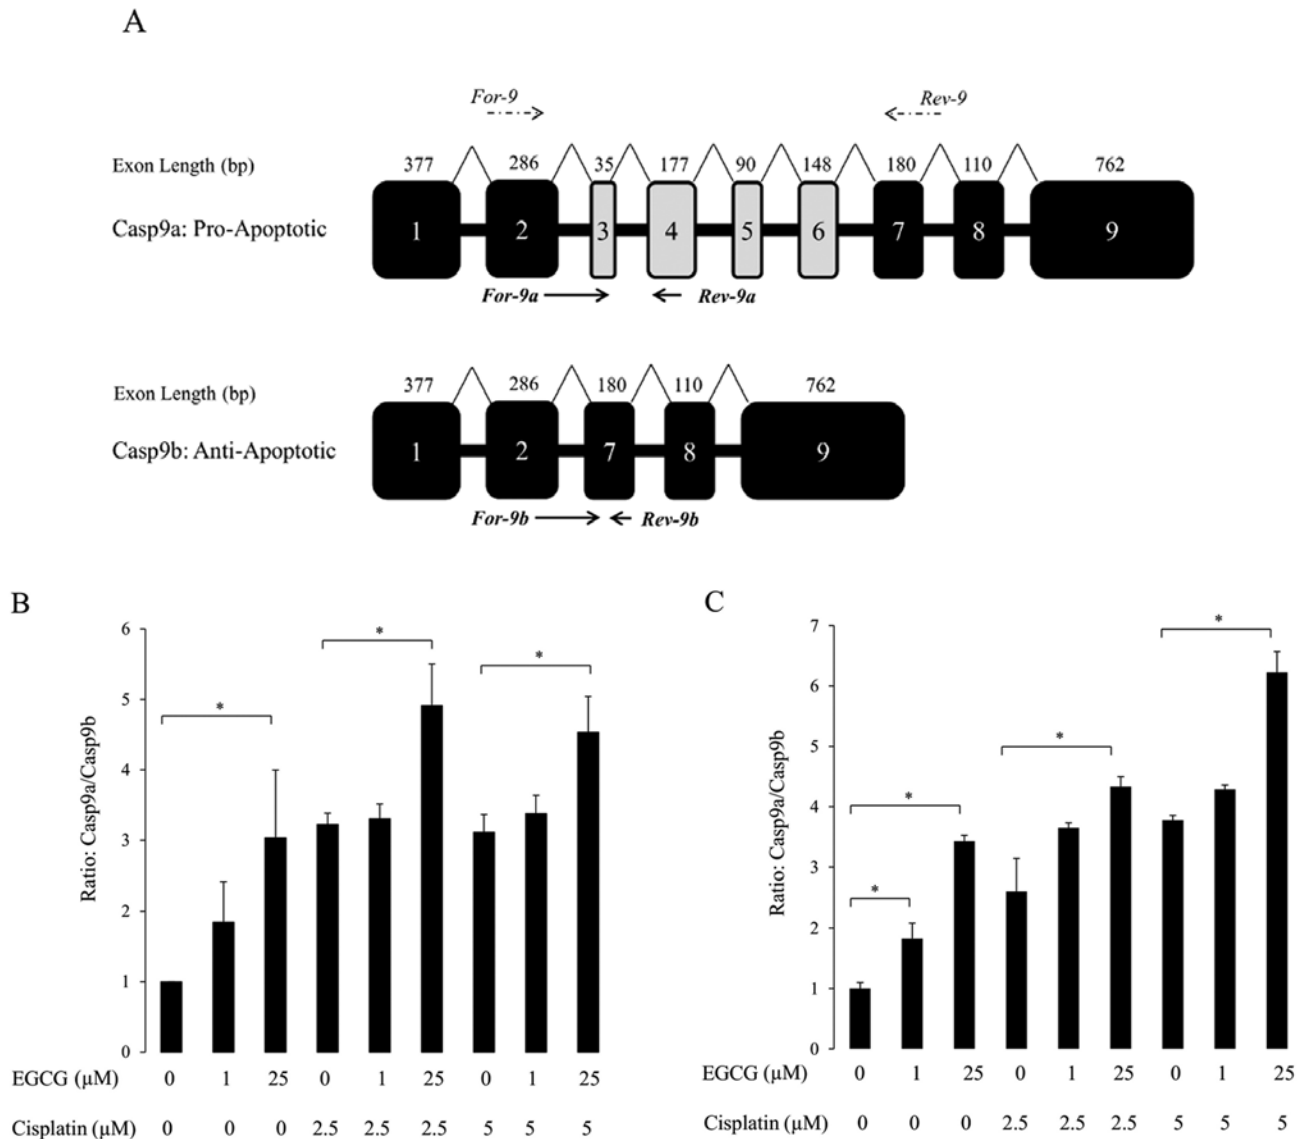 A
For-9 Rev-9
Exon Length (bp) 377 286 35 177 90 148 180 110 762
Casp9a: Pro-Apoptotic 1 2 3 4 5 6 7 8 9
For-9a Rev-9a
Exon Length (bp) 377 286 180 110 762
Casp9b: Anti-Apoptotic 1 2 7 8 9
For-9b Rev-9b
B
Ratio: Casp9a/Casp9b
6
5
4
3
2
1
0
*
*
*
EGCG (µM) 0 1 25 0 1 25 0 1 25
Cisplatin (µM) 0 0 0 2.5 2.5 2.5 5 5 5
C
Ratio: Casp9a/Casp9b
7
6
5
4
3
2
1
0
*
*
*
*
EGCG (µM) 0 1 25 0 1 25 0 1 25
Cisplatin (µM) 0 0 0 2.5 2.5 2.5 5 5 5